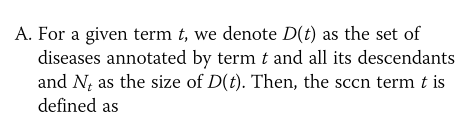 A. For a given term t, we denote D(t) as the set of
diseases annotated by term t and all its descendants
and Nₜ as the size of D(t). Then, the sccn term t is
defined as